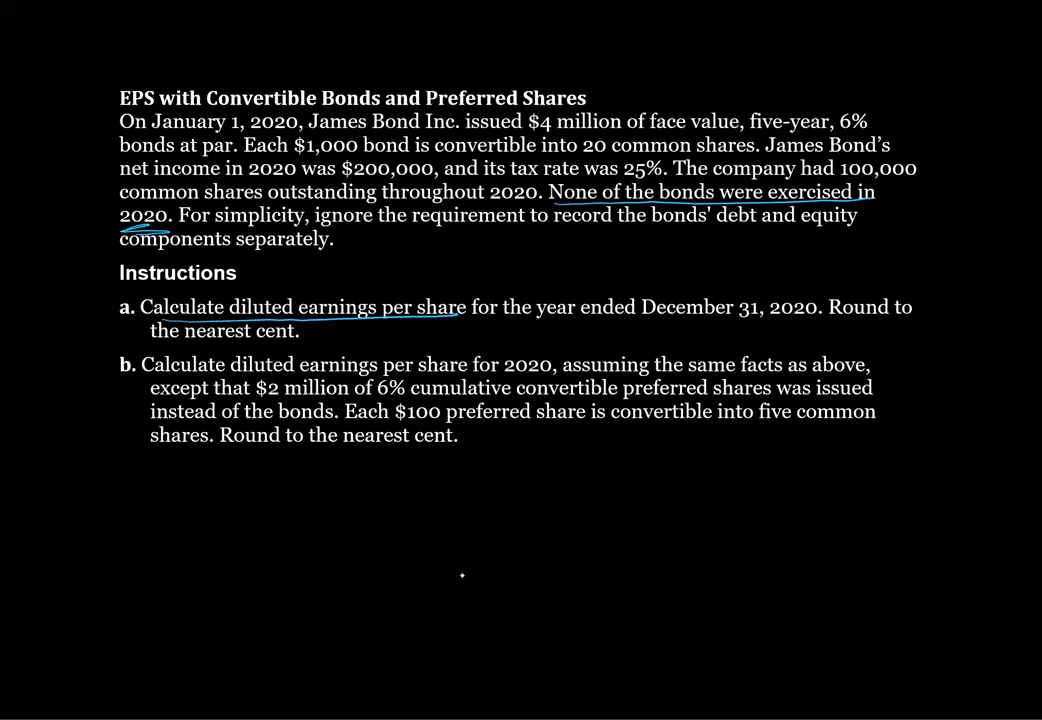 EPS with Convertible Bonds and Preferred Shares
On January 1, 2020, James Bond Inc. issued $4 million of face value, five-year, 6%
bonds at par. Each $1,000 bond is convertible into 20 common shares. James Bond's
net income in 2020 was $200,000, and its tax rate was 25%. The company had 100,000
common shares outstanding throughout 2020. None of the bonds were exercised in
2020. For simplicity, ignore the requirement to record the bonds' debt and equity
components separately.
Instructions
a. Calculate diluted earnings per share for the year ended December 31, 2020. Round to
the nearest cent.
b. Calculate diluted earnings per share for 2020, assuming the same facts as above,
except that $2 million of 6% cumulative convertible preferred shares was issued
instead of the bonds. Each $100 preferred share is convertible into five common
shares. Round to the nearest cent.